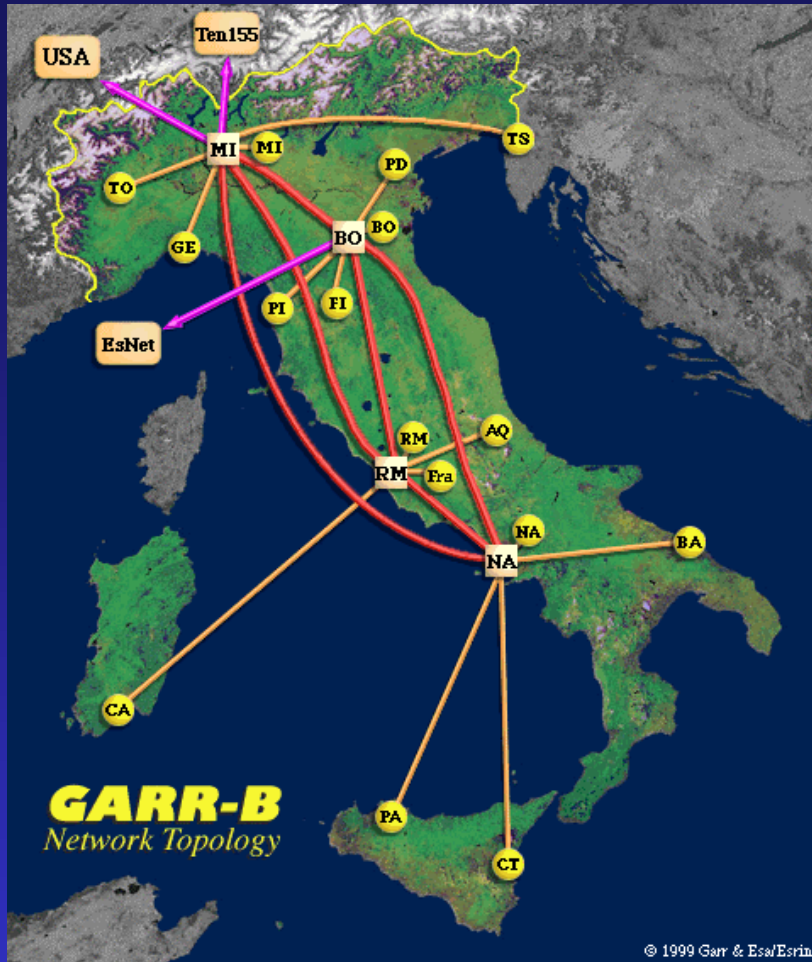 Ten155
USA
TS
MI
MI
PD
TO
BO
BO
GE
PI
FI
EsNet
RM
AQ
RM
Fra
NA
BA
NA
CA
GARR-B
Network Topology
PA
CT
© 1999 Garr & Esa/Esrin